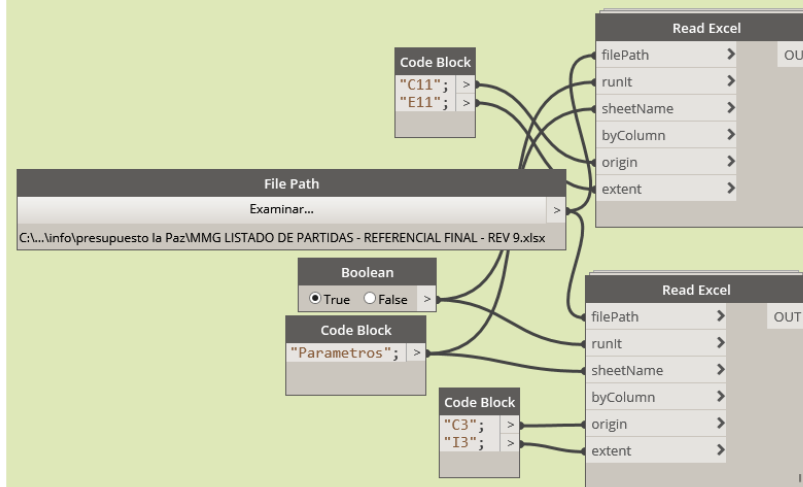 Read Excel
filePath
runIt
sheetName
byColumn
origin
extent
OU
Code Block
"C11"; >
"E11"; >
File Path
Examinar... >
C:\...\info\presupuesto la Paz\MMG LISTADO DE PARTIDAS - REFERENCIAL FINAL - REV 9.xlsx
Boolean
True False >
Code Block
"Parametros"; >
Read Excel
filePath
runIt
sheetName
byColumn
origin
extent
OUT
Code Block
"C3"; >
"I3"; >